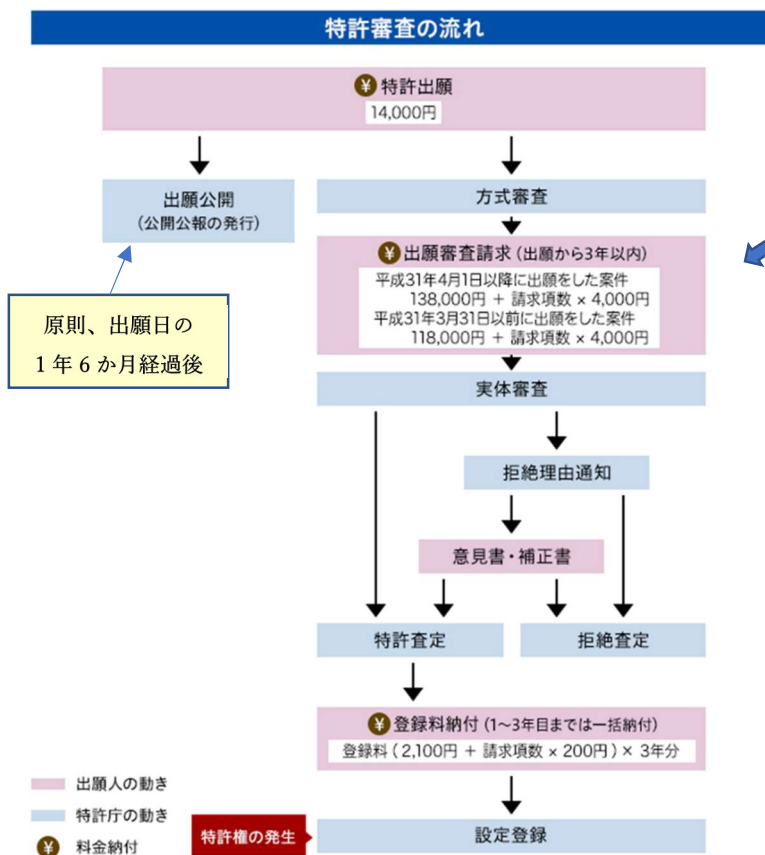 特許審査の流れ
¥ 特許出願
14,000円
出願公開
(公開公報の発行)
方式審査
¥ 出願審査請求 (出願から3年以内)
平成31年4月1日以降に出願をした案件
138,000円 + 請求項数 × 4,000円
平成31年3月31日以前に出願をした案件
118,000円 + 請求項数 × 4,000円
原則、出願日の
1年6か月経過後
実体審査
拒絶理由通知
意見書・補正書
特許査定
拒絶査定
¥ 登録料納付 (1~3年目までは一括納付)
登録料 ( 2,100円 + 請求項数 × 200円 ) × 3年分
出願人の動き
特許庁の動き
¥ 料金納付
特許権の発生
設定登録